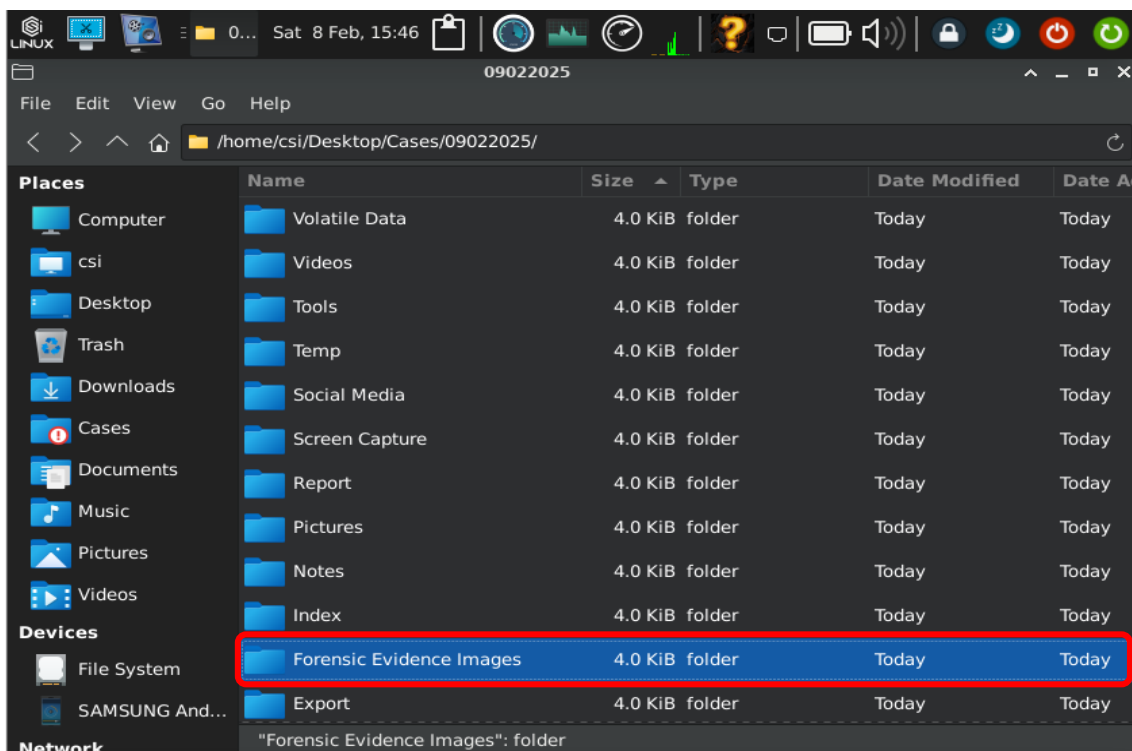 Si LINUX 0... Sat 8 Feb, 15:46
09022025
File Edit View Go Help
/home/csi/Desktop/Cases/09022025/
Places
Computer
csi
Desktop
Trash
Downloads
Cases
Documents
Music
Pictures
Videos
Devices
File System
SAMSUNG And...
Network
Name Size Type Date Modified Date A
Volatile Data 4.0 KiB folder Today Today
Videos 4.0 KiB folder Today Today
Tools 4.0 KiB folder Today Today
Temp 4.0 KiB folder Today Today
Social Media 4.0 KiB folder Today Today
Screen Capture 4.0 KiB folder Today Today
Report 4.0 KiB folder Today Today
Pictures 4.0 KiB folder Today Today
Notes 4.0 KiB folder Today Today
Index 4.0 KiB folder Today Today
Forensic Evidence Images 4.0 KiB folder Today Today
Export 4.0 KiB folder Today Today
"Forensic Evidence Images": folder